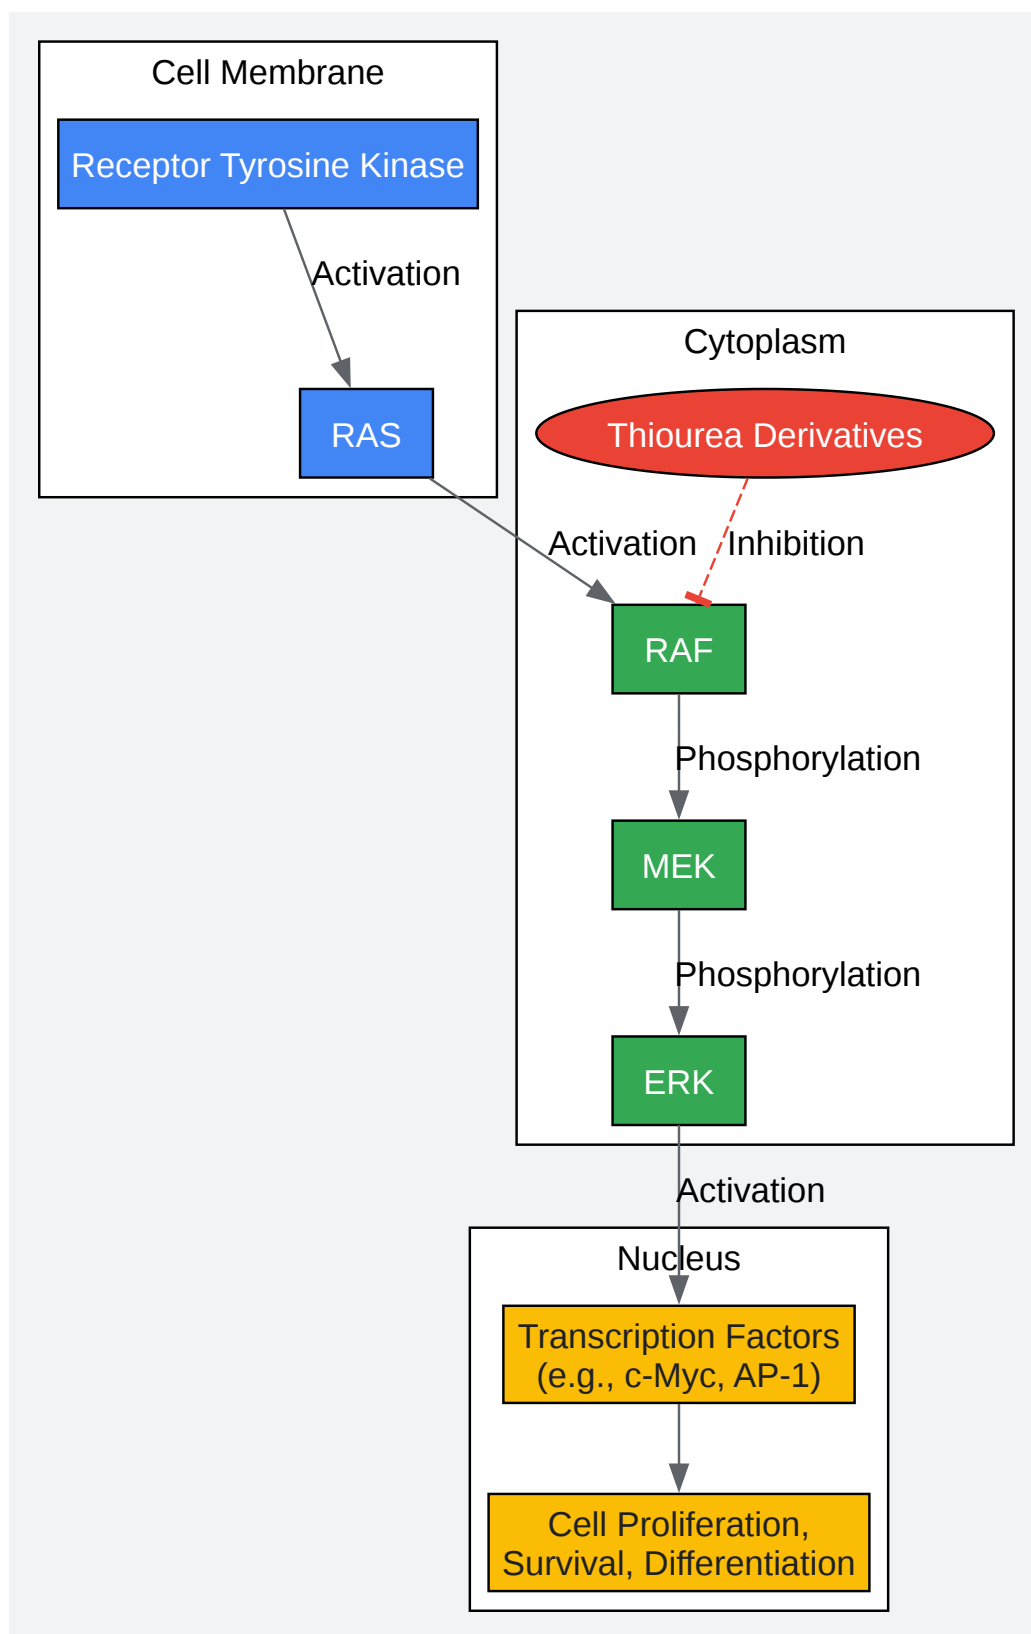 Cell Membrane
Receptor Tyrosine Kinase
Activation
RAS
Cytoplasm
Thiourea Derivatives
Activation
Inhibition
RAF
Phosphorylation
MEK
Phosphorylation
ERK
Activation
Nucleus
Transcription Factors
(e.g., c-Myc, AP-1)
Cell Proliferation,
Survival, Differentiation